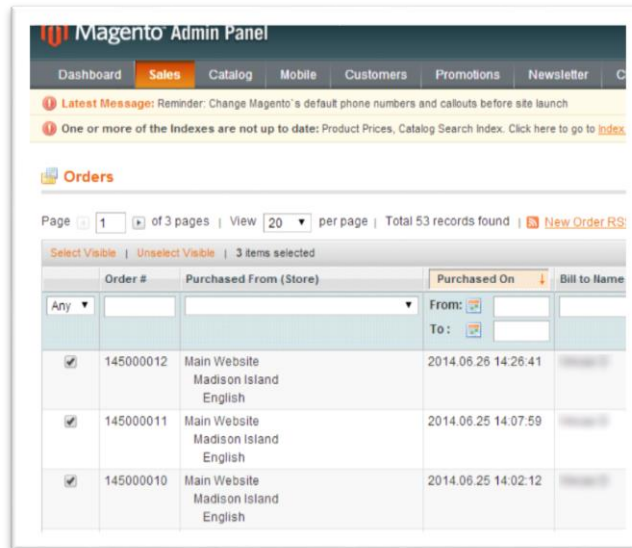 Magento Admin Panel
Dashboard Sales Catalog Mobile Customers Promotions Newsletter C
Latest Message: Reminder: Change Magento`s default phone numbers and callouts before site launch
One or more of the Indexes are not up to date: Product Prices, Catalog Search Index. Click here to go to Index
Orders
Page 1 of 3 pages | View 20 per page | Total 53 records found | New Order RSS
Select Visible | Unselect Visible | 3 items selected
Order # Purchased From (Store) Purchased On Bill to Name
Any From:
To :
145000012 Main Website 2014.06.26 14:26:41
Madison Island
English
145000011 Main Website 2014.06.25 14:07:59
Madison Island
English
145000010 Main Website 2014.06.25 14:02:12
Madison Island
English